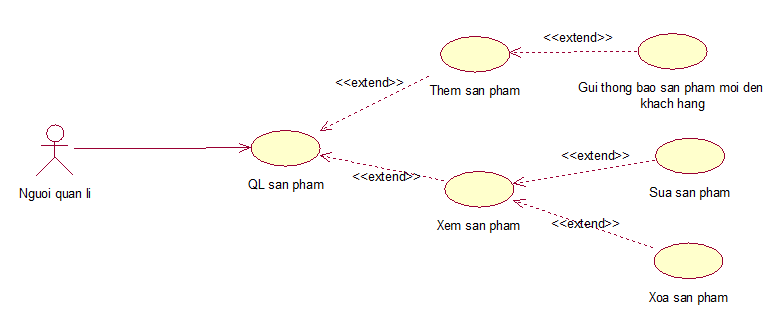 <<extend>>
Them san pham
Gui thong bao san pham moi den
khach hang
<<extend>>
Nguoi quan li
QL san pham
<<extend>>
Xem san pham
<<extend>>
Sua san pham
<<extend>>
Xoa san pham